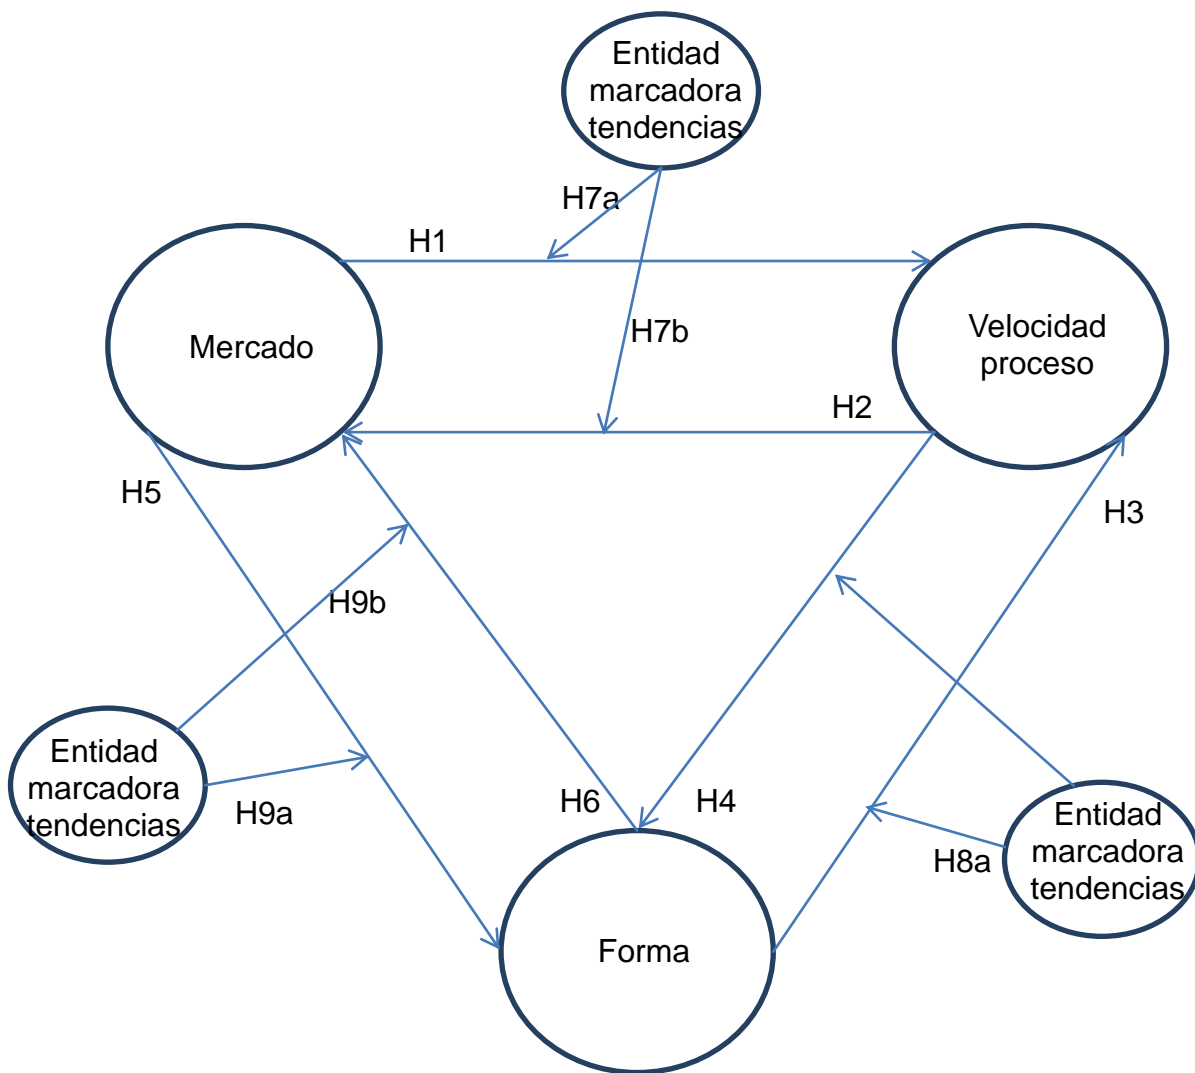 Entidad
marcadora
tendencias
H7a
H1
H7b
Mercado
Velocidad
proceso
H2
H5
H3
H9b
Entidad
marcadora
tendencias
H9a
H6
H4
Entidad
marcadora
tendencias
H8a
Forma